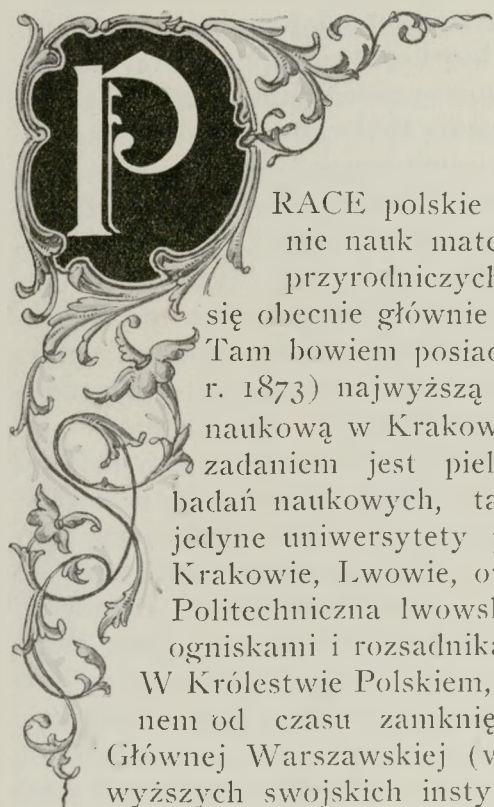 PRACE polskie
nie nauk mate
przyrodniczych
się obecnie głównie
Tam bowiem posiad
r. 1873) najwyższą
naukową w Krakow
zadaniem jest piel
badań naukowych, ta
jedyne uniwersytety
Krakowie, Lwowie, o
Politechniczna lwowsk
ogniskami i rozsadnika
W Królestwie Polskiem,
nem od czasu zamknię
Głównej Warszawskiej (w
wyższych swojskich insty